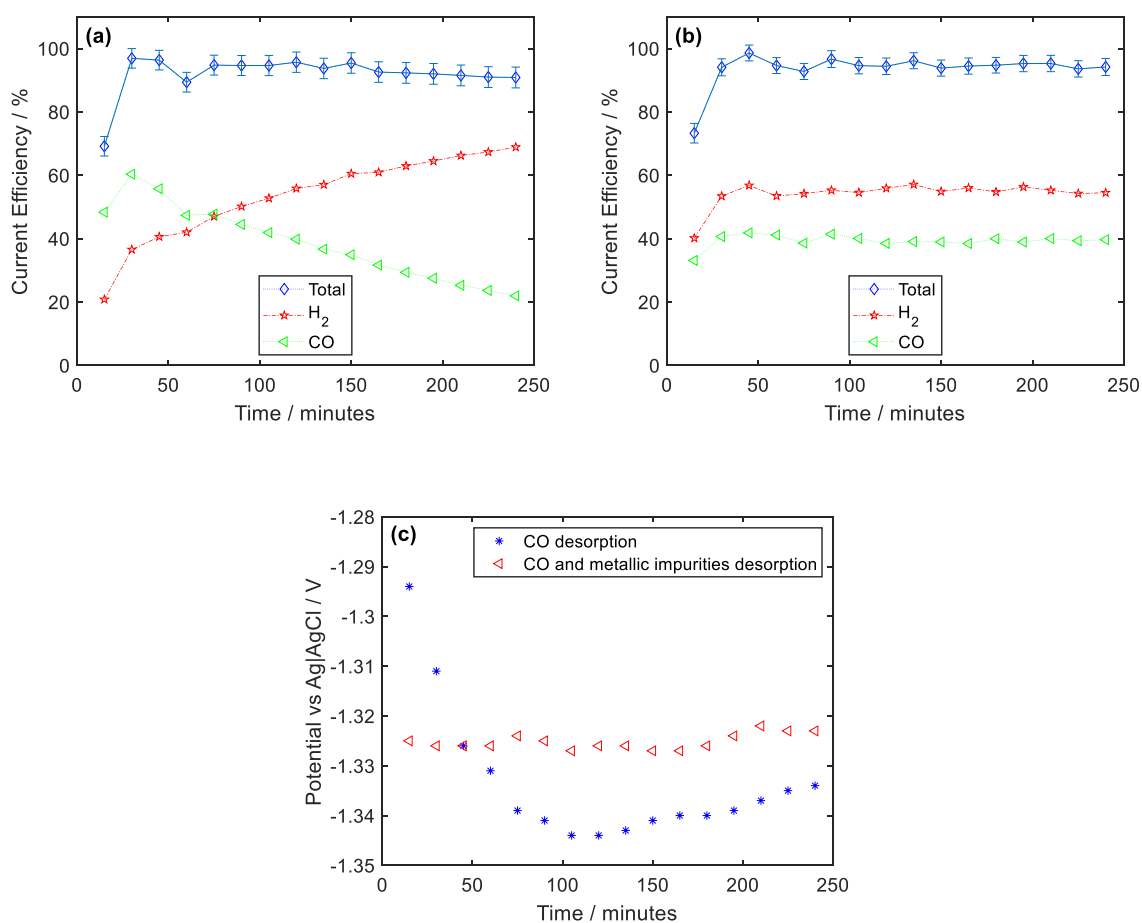 (a)
Current Efficiency / %
100
80
60
40
20
0
Total
H2
CO
0 50 100 150 200 250
Time / minutes
(b)
Current Efficiency / %
100
80
60
40
20
0
Total
H2
CO
0 50 100 150 200 250
Time / minutes
(c)
Potential vs Ag|AgCl / V
-1.28
-1.29
-1.3
-1.31
-1.32
-1.33
-1.34
-1.35
CO desorption
CO and metallic impurities desorption
0 50 100 150 200 250
Time / minutes